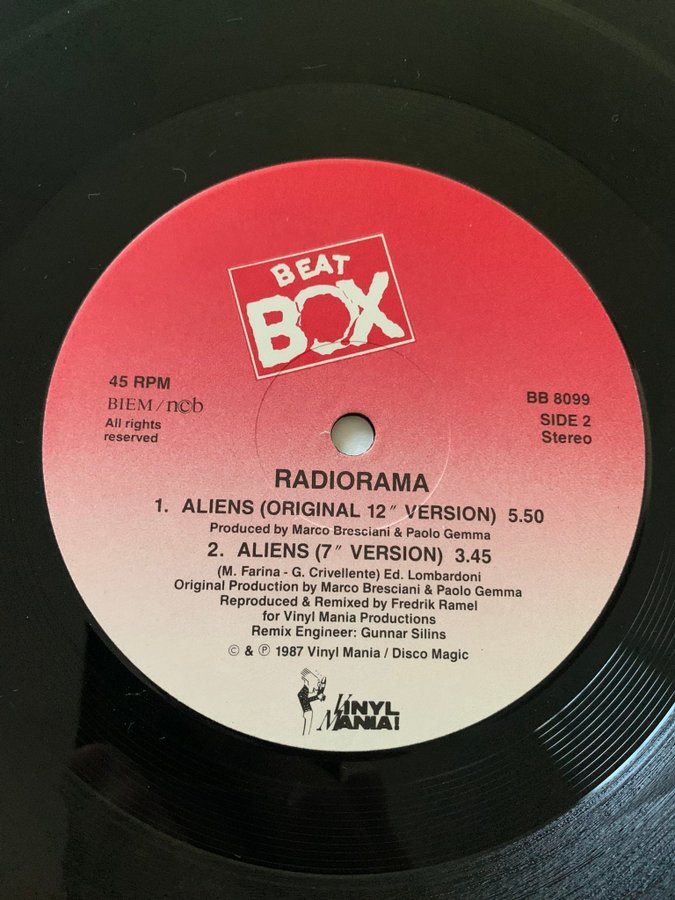 BEAT
BOX
45 RPM
BIEM/ncb
All rights
reserved
BB 8099
SIDE 2
Stereo
RADIORAMA
1. ALIENS (ORIGINAL 12" VERSION) 5.50
Produced by Marco Bresciani & Paolo Gemma
2. ALIENS (7" VERSION) 3.45
(M. Farina - G. Crivellente) Ed. Lombardoni
Original Production by Marco Bresciani & Paolo Gemma
Reproduced & Remixed by Fredrik Ramel
for Vinyl Mania Productions
Remix Engineer: Gunnar Silins
© & ℗ 1987 Vinyl Mania / Disco Magic
VINYL
MANIA!